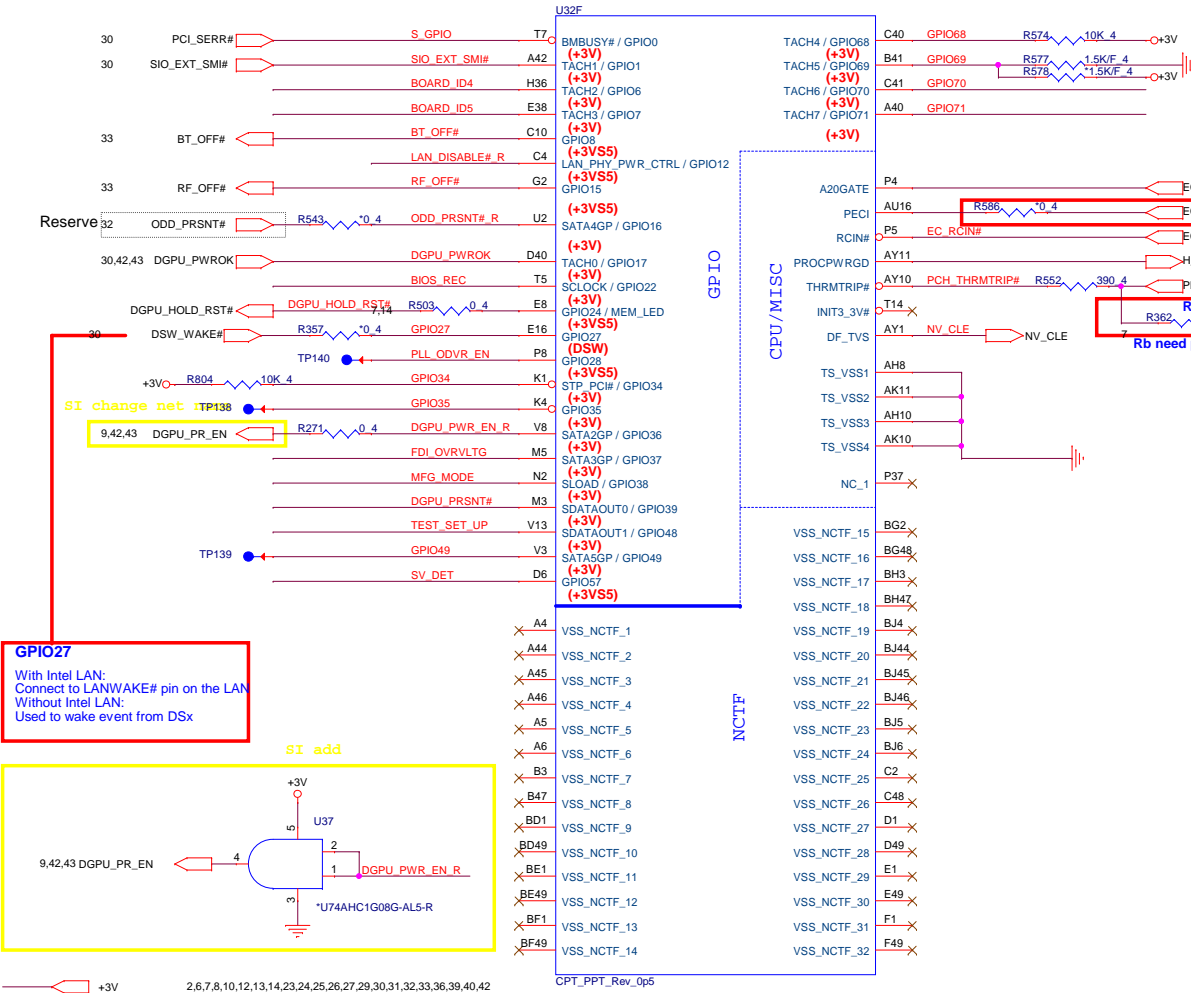 U32F
30 PCI_SERR# S_GPIO T7 BMBUSY# / GPIO0
(+3V)
30 SIO_EXT_SMI# SIO_EXT_SMI# A42 TACH1 / GPIO1
(+3V)
BOARD_ID4 H36 TACH2 / GPIO6
(+3V)
BOARD_ID5 E38 TACH3 / GPIO7
(+3V)
33 BT_OFF# BT_OFF# C10 GPIO8
(+3VS5)
LAN_DISABLE#_R C4 LAN_PHY_PWR_CTRL / GPIO12
(+3VS5)
33 RF_OFF# RF_OFF# G2 GPIO15
(+3VS5)
Reserve 32 ODD_PRSNT# R543 *0_4 ODD_PRSNT#_R U2 SATA4GP / GPIO16
(+3V)
30,42,43 DGPU_PWROK DGPU_PWROK D40 TACH0 / GPIO17
(+3V)
BIOS_REC T5 SCLOCK / GPIO22
(+3V)
DGPU_HOLD_RST# DGPU_HOLD_RST# 7,14 R503 0_4 E8 GPIO24 / MEM_LED
(+3VS5)
30 DSW_WAKE# R357 *0_4 GPIO27 E16 GPIO27
(DSW)
TP140 PLL_ODVR_EN P8 GPIO28
(+3VS5)
+3V R804 10K_4 GPIO34 K1 STP_PCI# / GPIO34
(+3V)
SI change net
TP138 GPIO35 K4 GPIO35
(+3V)
9,42,43 DGPU_PR_EN R271 0_4 DGPU_PWR_EN_R V8 SATA2GP / GPIO36
(+3V)
FDI_OVRVLTG M5 SATA3GP / GPIO37
(+3V)
MFG_MODE N2 SLOAD / GPIO38
(+3V)
DGPU_PRSNT# M3 SDATAOUT0 / GPIO39
(+3V)
TEST_SET_UP V13 SDATAOUT1 / GPIO48
(+3V)
TP139 GPIO49 V3 SATA5GP / GPIO49
(+3V)
SV_DET D6 GPIO57
(+3VS5)
GPIO
CPU/MISC
NCTF
TACH4 / GPIO68 C40 GPIO68 R574 10K_4 +3V
TACH5 / GPIO69 B41 GPIO69 R577 1.5K/F_4
R578 *1.5K/F_4 +3V
TACH6 / GPIO70 C41 GPIO70
TACH7 / GPIO71 A40 GPIO71
(+3V)
A20GATE P4
PECI AU16 R586 *0_4
RCIN# P5 EC_RCIN#
PROCPWRGD AY11
THRMTRIP# AY10 PCH_THRMTRIP# R552 390_4
INIT3_3V# T14
R362
7
DF_TVS AY1 NV_CLE NV_CLE
Rb need
TS_VSS1 AH8
TS_VSS2 AK11
TS_VSS3 AH10
TS_VSS4 AK10
NC_1 P37
VSS_NCTF_15 BG2
VSS_NCTF_16 BG48
VSS_NCTF_17 BH3
VSS_NCTF_18 BH47
A4 VSS_NCTF_1 VSS_NCTF_19 BJ4
A44 VSS_NCTF_2 VSS_NCTF_20 BJ44
A45 VSS_NCTF_3 VSS_NCTF_21 BJ45
A46 VSS_NCTF_4 VSS_NCTF_22 BJ46
A5 VSS_NCTF_5 VSS_NCTF_23 BJ5
A6 VSS_NCTF_6 VSS_NCTF_24 BJ6
B3 VSS_NCTF_7 VSS_NCTF_25 C2
B47 VSS_NCTF_8 VSS_NCTF_26 C48
BD1 VSS_NCTF_9 VSS_NCTF_27 D1
BD49 VSS_NCTF_10 VSS_NCTF_28 D49
BE1 VSS_NCTF_11 VSS_NCTF_29 E1
BE49 VSS_NCTF_12 VSS_NCTF_30 E49
BF1 VSS_NCTF_13 VSS_NCTF_31 F1
BF49 VSS_NCTF_14 VSS_NCTF_32 F49
CPT_PPT_Rev_0p5
GPIO27
With Intel LAN:
Connect to LANWAKE# pin on the LAN
Without Intel LAN:
Used to wake event from DSx
SI add
+3V
5 U37
2
9,42,43 DGPU_PR_EN 4
1 DGPU_PWR_EN_R
3
*U74AHC1G08G-AL5-R
+3V 2,6,7,8,10,12,13,14,23,24,25,26,27,29,30,31,32,33,36,39,40,42